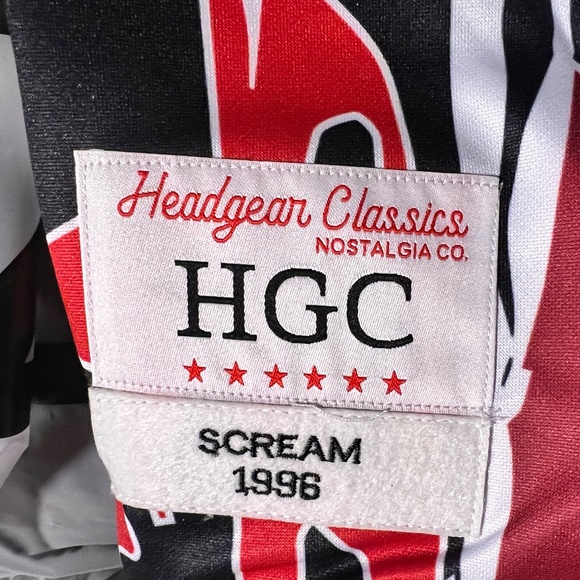 Headgear Classics
NOSTALGIA CO.
HGC
SCREAM
1996